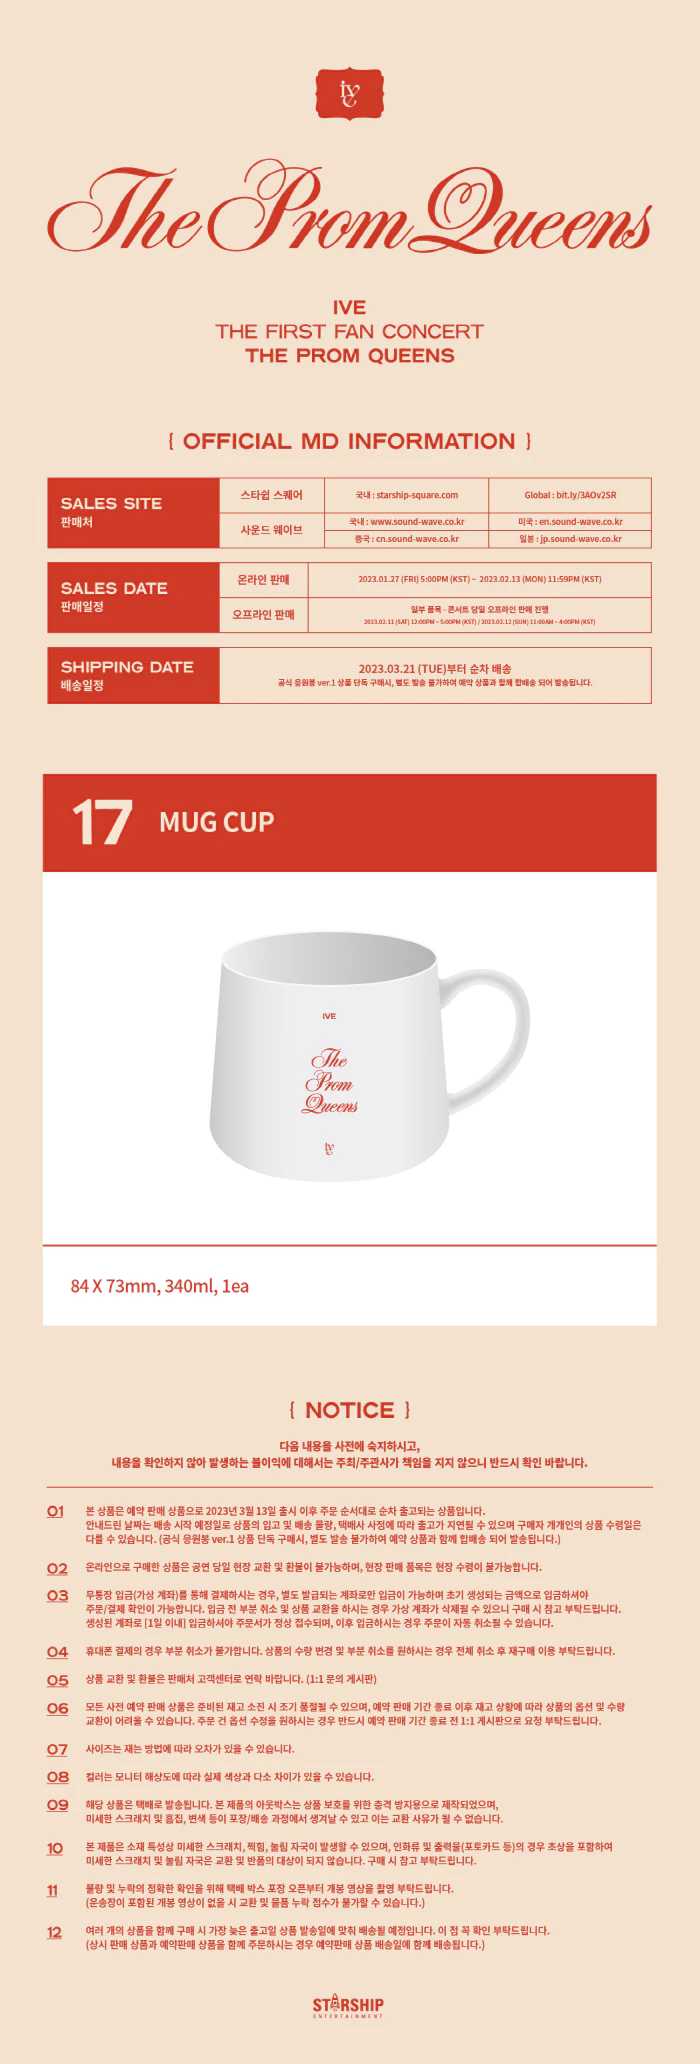 ive
The Prom Queens
IVE
THE FIRST FAN CONCERT
THE PROM QUEENS
{ OFFICIAL MD INFORMATION }
SALES SITE
판매처
스타쉽 스퀘어
국내 : starship-square.com
Global : bit.ly/3AOv2SR
사운드 웨이브
국내 : www.sound-wave.co.kr
미국 : en.sound-wave.co.kr
중국 : cn.sound-wave.co.kr
일본 : jp.sound-wave.co.kr
SALES DATE
판매일정
온라인 판매
2023.01.27 (FRI) 5:00PM (KST) ~ 2023.02.13 (MON) 11:59PM (KST)
오프라인 판매
일부 품목 - 콘서트 당일 오프라인 판매 진행
2023.02.11 (SAT) 12:00PM ~ 5:00PM (KST) / 2023.02.12 (SUN) 11:00AM ~ 4:00PM (KST)
SHIPPING DATE
배송일정
2023.03.21 (TUE)부터 순차 배송
공식 응원봉 ver.1 상품 단독 구매시, 별도 발송 불가하여 예약 상품과 함께 합배송 되어 발송됩니다.
17 MUG CUP
IVE
The
Prom
Queens
ive
84 X 73mm, 340ml, 1ea
{ NOTICE }
다음 내용을 사전에 숙지하시고,
내용을 확인하지 않아 발생하는 불이익에 대해서는 주최/주관사가 책임을 지지 않으니 반드시 확인 바랍니다.
01 본 상품은 예약 판매 상품으로 2023년 3월 13일 출시 이후 주문 순서대로 순차 출고되는 상품입니다.
안내드린 날짜는 배송 시작 예정일로 상품의 입고 및 배송 물량, 택배사 사정에 따라 출고가 지연될 수 있으며 구매자 개개인의 상품 수령일은
다를 수 있습니다. (공식 응원봉 ver.1 상품 단독 구매시, 별도 발송 불가하여 예약 상품과 함께 합배송 되어 발송됩니다.)
02 온라인으로 구매한 상품은 공연 당일 현장 교환 및 환불이 불가능하며, 현장 판매 품목은 현장 수령이 불가능합니다.
03 무통장 입금(가상 계좌)를 통해 결제하시는 경우, 별도 발급되는 계좌로만 입금이 가능하며 초기 생성되는 금액으로 입금하셔야
주문/결제 확인이 가능합니다. 입금 전 부분 취소 및 상품 교환을 하시는 경우 가상 계좌가 삭제될 수 있으니 구매 시 참고 부탁드립니다.
생성된 계좌로 [1일 이내] 입금하셔야 주문서가 정상 접수되며, 이후 입금하시는 경우 주문이 자동 취소될 수 있습니다.
04 휴대폰 결제의 경우 부분 취소가 불가합니다. 상품의 수량 변경 및 부분 취소를 원하시는 경우 전체 취소 후 재구매 이용 부탁드립니다.
05 상품 교환 및 환불은 판매처 고객센터로 연락 바랍니다. (1:1 문의 게시판)
06 모든 사전 예약 판매 상품은 준비된 재고 소진 시 조기 품절될 수 있으며, 예약 판매 기간 종료 이후 재고 상황에 따라 상품의 옵션 및 수량
교환이 어려울 수 있습니다. 주문 건 옵션 수정을 원하시는 경우 반드시 예약 판매 기간 종료 전 1:1 게시판으로 요청 부탁드립니다.
07 사이즈는 재는 방법에 따라 오차가 있을 수 있습니다.
08 컬러는 모니터 해상도에 따라 실제 색상과 다소 차이가 있을 수 있습니다.
09 해당 상품은 택배로 발송됩니다. 본 제품의 아웃박스는 상품 보호를 위한 충격 방지용으로 제작되었으며,
미세한 스크래치 및 흠집, 변색 등이 포장/배송 과정에서 생겨날 수 있고 이는 교환 사유가 될 수 없습니다.
10 본 제품은 소재 특성상 미세한 스크래치, 찍힘, 눌림 자국이 발생할 수 있으며, 인화류 및 출력물(포토카드 등)의 경우 초상을 포함하여
미세한 스크래치 및 눌림 자국은 교환 및 반품의 대상이 되지 않습니다. 구매 시 참고 부탁드립니다.
11 불량 및 누락의 정확한 확인을 위해 택배 박스 포장 오픈부터 개봉 영상을 촬영 부탁드립니다.
(운송장이 포함된 개봉 영상이 없을 시 교환 및 물품 누락 접수가 불가할 수 있습니다.)
12 여러 개의 상품을 함께 구매 시 가장 늦은 출고일 상품 발송일에 맞춰 배송될 예정입니다. 이 점 꼭 확인 부탁드립니다.
(상시 판매 상품과 예약판매 상품을 함께 주문하시는 경우 예약판매 상품 배송일에 함께 배송됩니다.)
STARSHIP
ENTERTAINMENT